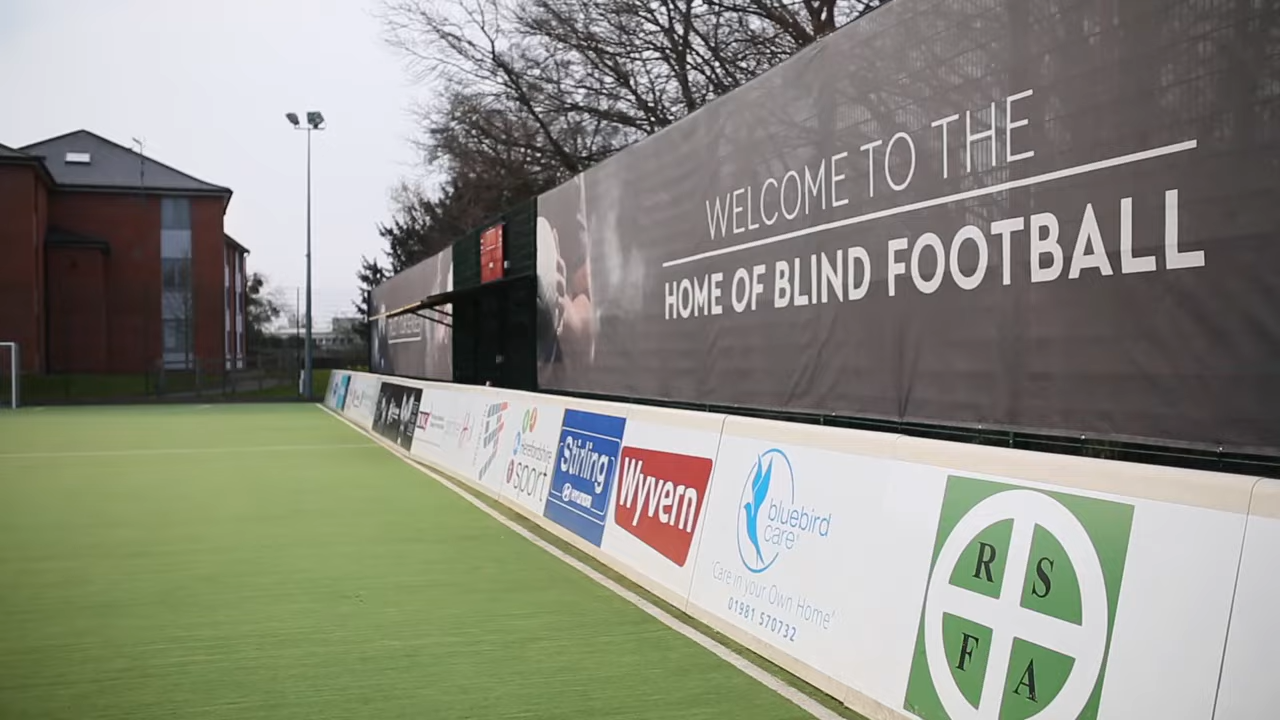 WELCOME TO THE
HOME OF BLIND FOOTBALL
Herefordshire
sport
Stirling
HYUNDAI
Wyvern
bluebird
care
'Care in your Own Home'
01981 570732
R S
F A